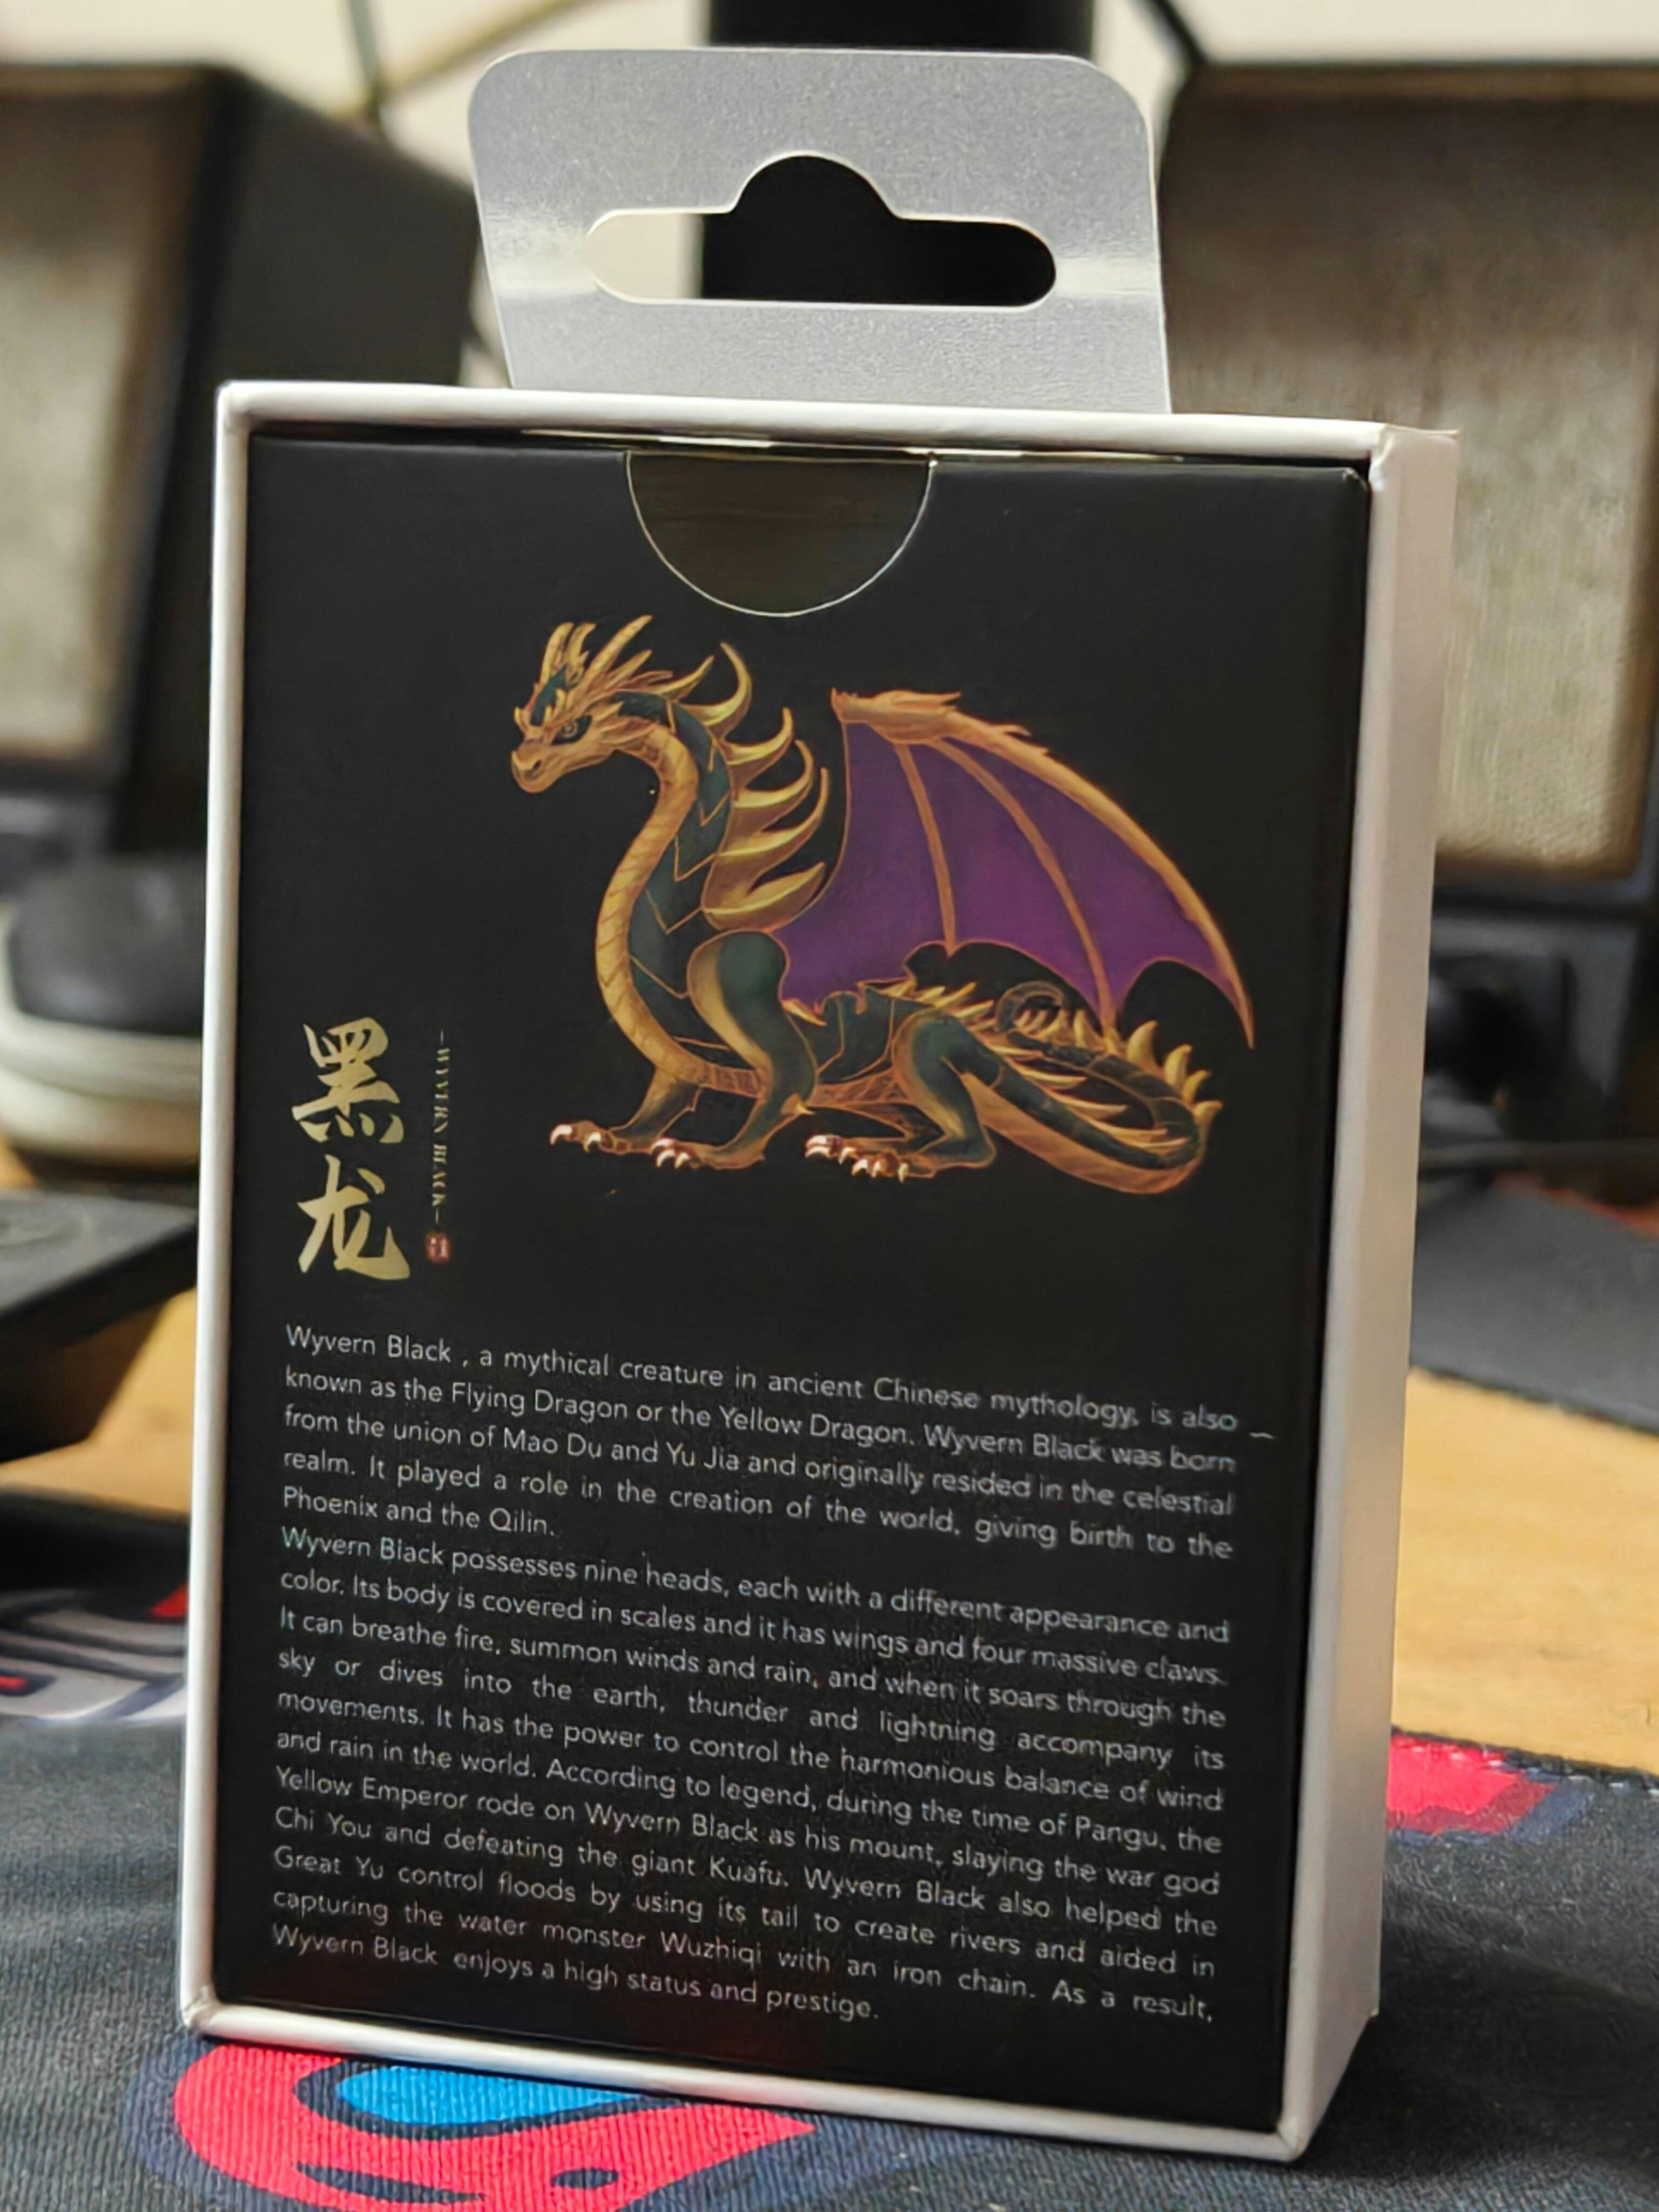 黑龙
—WYVERN BLACK—
Wyvern Black , a mythical creature in ancient Chinese mythology, is also
known as the Flying Dragon or the Yellow Dragon. Wyvern Black was born
from the union of Mao Du and Yu Jia and originally resided in the celestial
realm. It played a role in the creation of the world, giving birth to the
Phoenix and the Qilin.
Wyvern Black possesses nine heads, each with a different appearance and
color. Its body is covered in scales and it has wings and four massive claws.
It can breathe fire, summon winds and rain, and when it soars through the
sky or dives into the earth, thunder and lightning accompany its
movements. It has the power to control the harmonious balance of wind
and rain in the world. According to legend, during the time of Pangu, the
Yellow Emperor rode on Wyvern Black as his mount, slaying the war god
Chi You and defeating the giant Kuafu. Wyvern Black also helped the
Great Yu control floods by using its tail to create rivers and aided in
capturing the water monster Wuzhiqi with an iron chain. As a result,
Wyvern Black enjoys a high status and prestige.